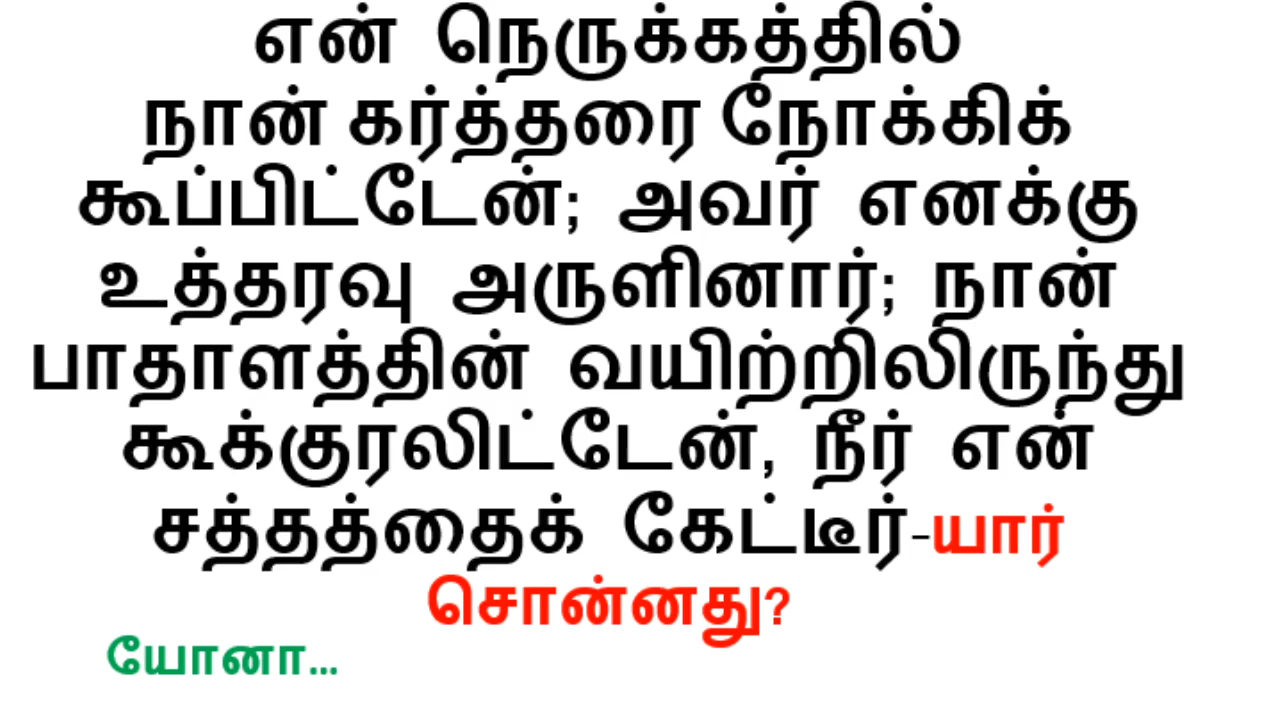 என் நெருக்கத்தில்
நான் கர்த்தரை நோக்கிக்
கூப்பிட்டேன்; அவர் எனக்கு
உத்தரவு அருளினார்; நான்
பாதாளத்தின் வயிற்றிலிருந்து
கூக்குரலிட்டேன், நீர் என்
சத்தத்தைக் கேட்டீர்-யார்
சொன்னது?
யோனா...